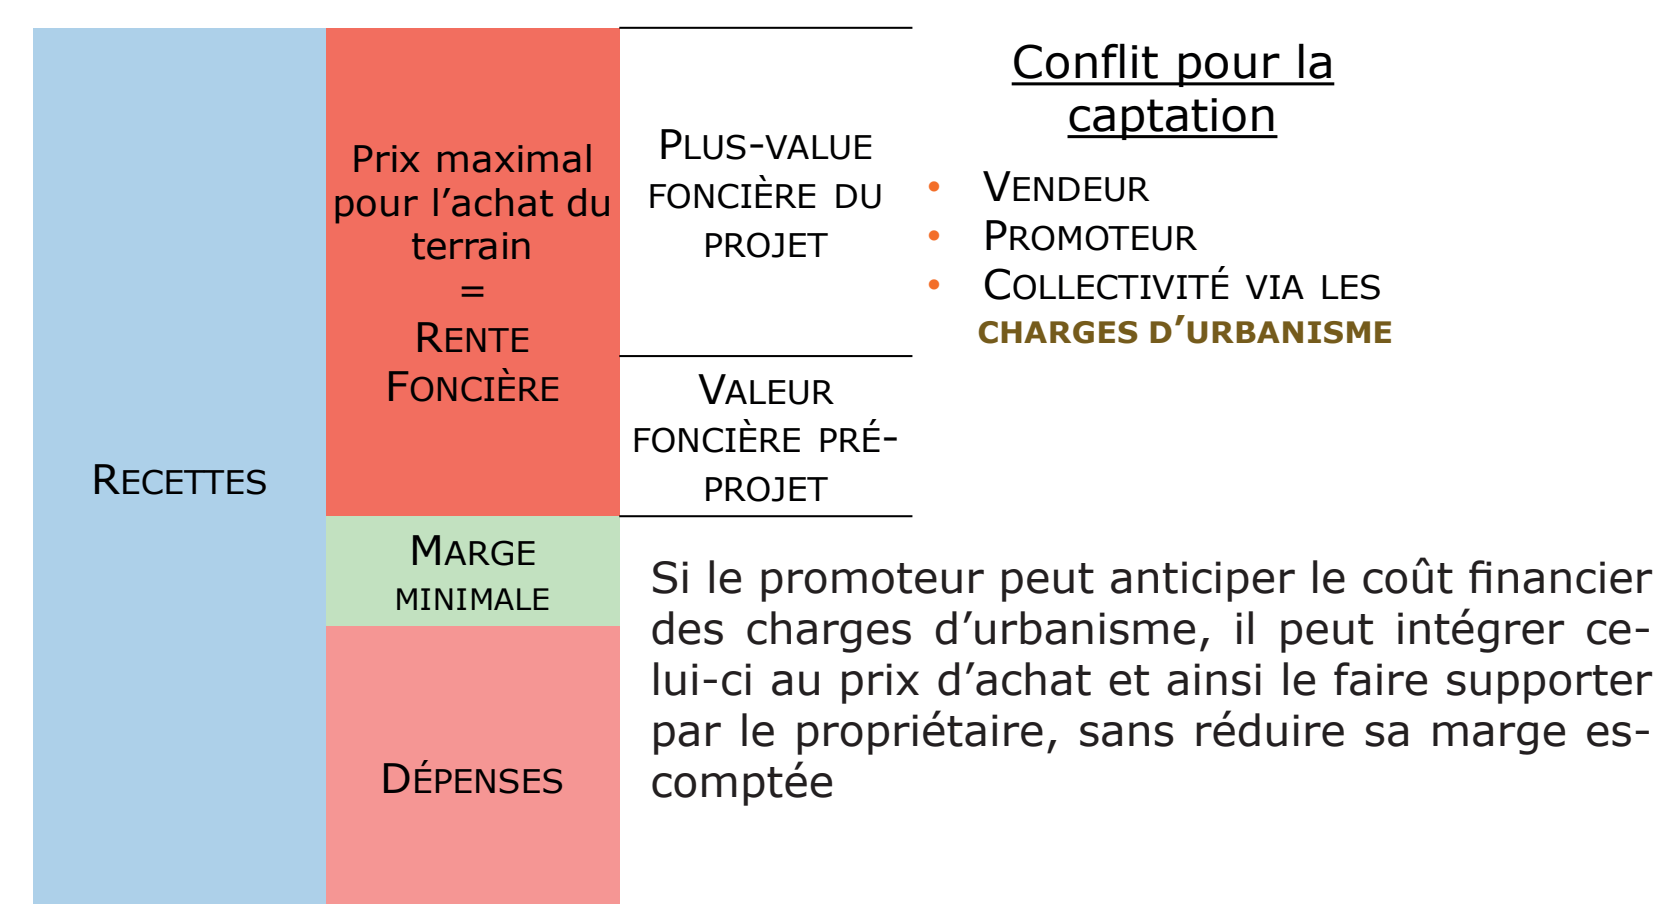 RECETTES
Prix maximal
pour l’achat du
terrain
=
RENTE
FONCIÈRE
MARGE
MINIMALE
DÉPENSES
PLUS-VALUE
FONCIÈRE DU
PROJET
VALEUR
FONCIÈRE PRÉ-
PROJET
Conflit pour la
captation
• VENDEUR
• PROMOTEUR
• COLLECTIVITÉ VIA LES
CHARGES D’URBANISME
Si le promoteur peut anticiper le coût financier
des charges d’urbanisme, il peut intégrer ce-
lui-ci au prix d’achat et ainsi le faire supporter
par le propriétaire, sans réduire sa marge es-
comptée